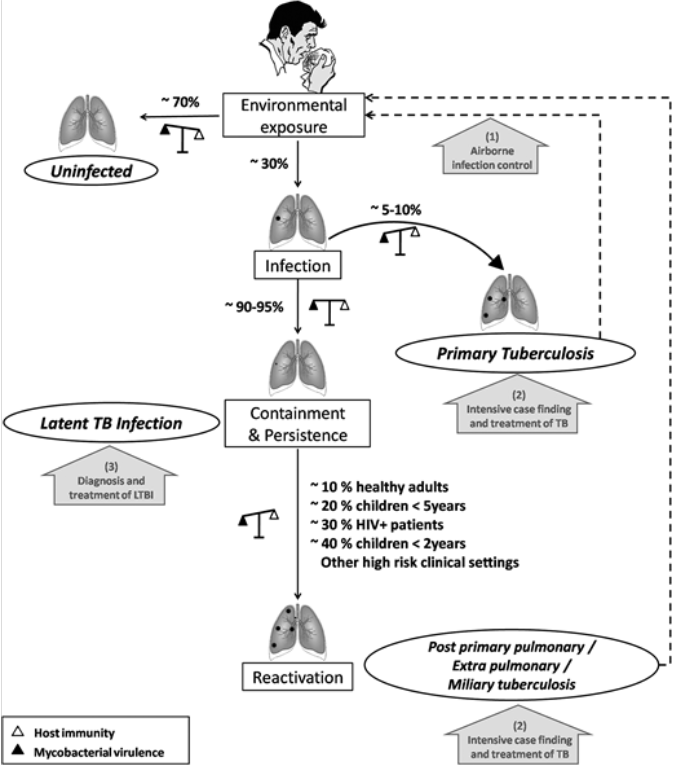 ~ 70%
Environmental
exposure
Uninfected
~ 30%
(1)
Airborne
infection control
~ 5-10%
Infection
~ 90-95%
Primary Tuberculosis
(2)
Intensive case finding
and treatment of TB
Latent TB Infection
Containment
& Persistence
(3)
Diagnosis and
treatment of LTBI
~ 10 % healthy adults
~ 20 % children < 5years
~ 30 % HIV+ patients
~ 40 % children < 2years
Other high risk clinical settings
Reactivation
Post primary pulmonary /
Extra pulmonary /
Miliary tuberculosis
(2)
Intensive case finding
and treatment of TB
Host immunity
Mycobacterial virulence